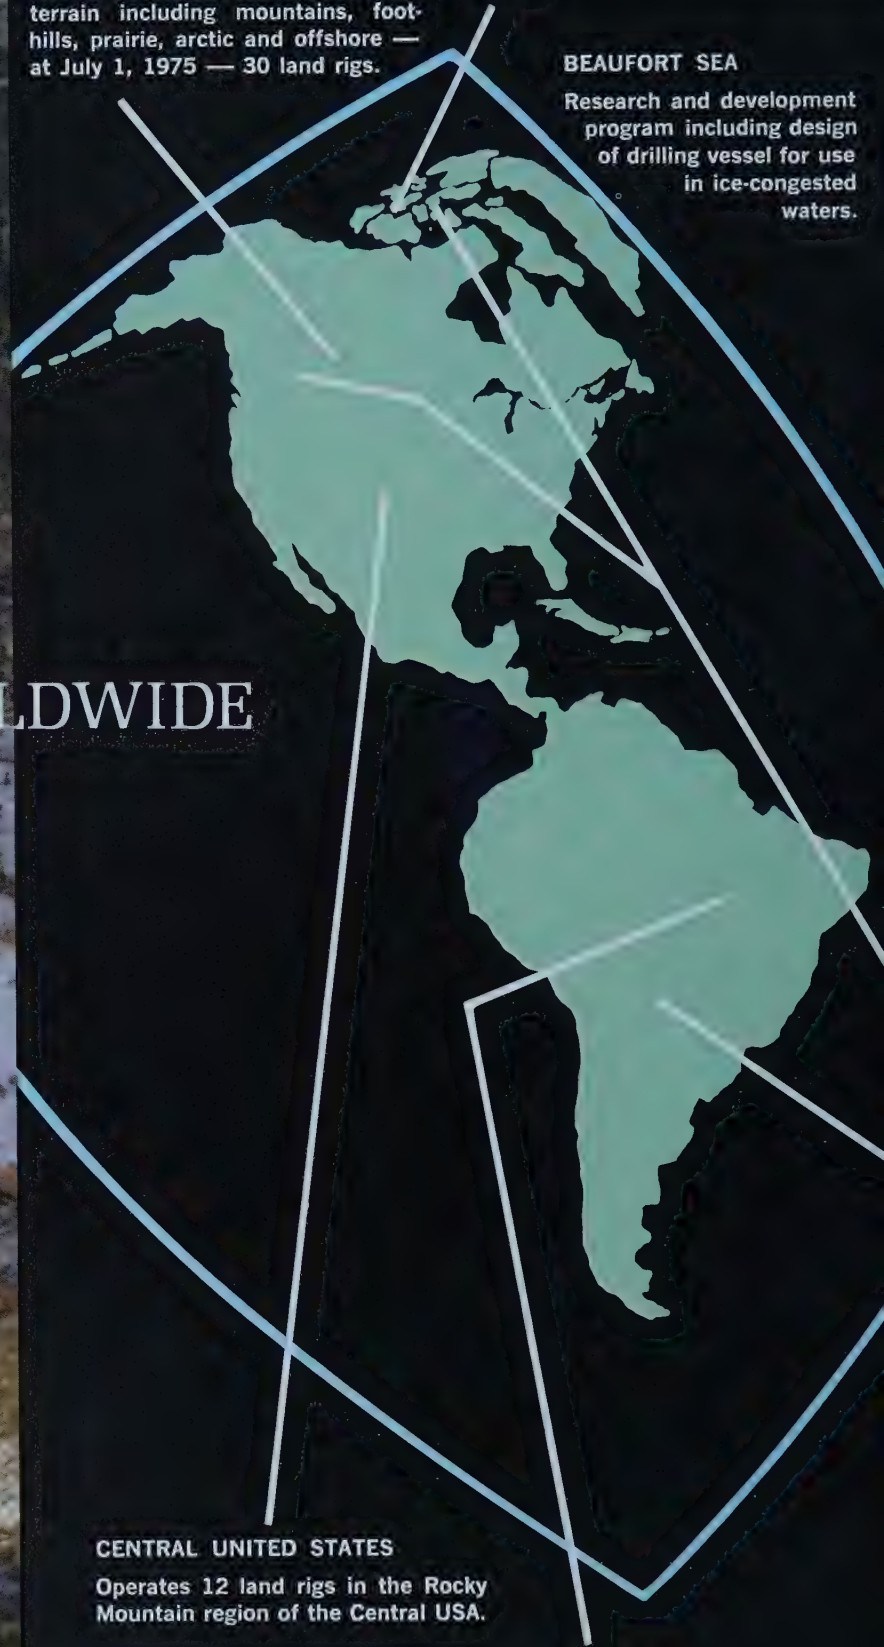 terrain including mountains, foot-
hills, prairie, arctic and offshore —
at July 1, 1975 — 30 land rigs.
BEAUFORT SEA
Research and development
program including design
of drilling vessel for use
in ice-congested
waters.
LDWIDE
CENTRAL UNITED STATES
Operates 12 land rigs in the Rocky
Mountain region of the Central USA.